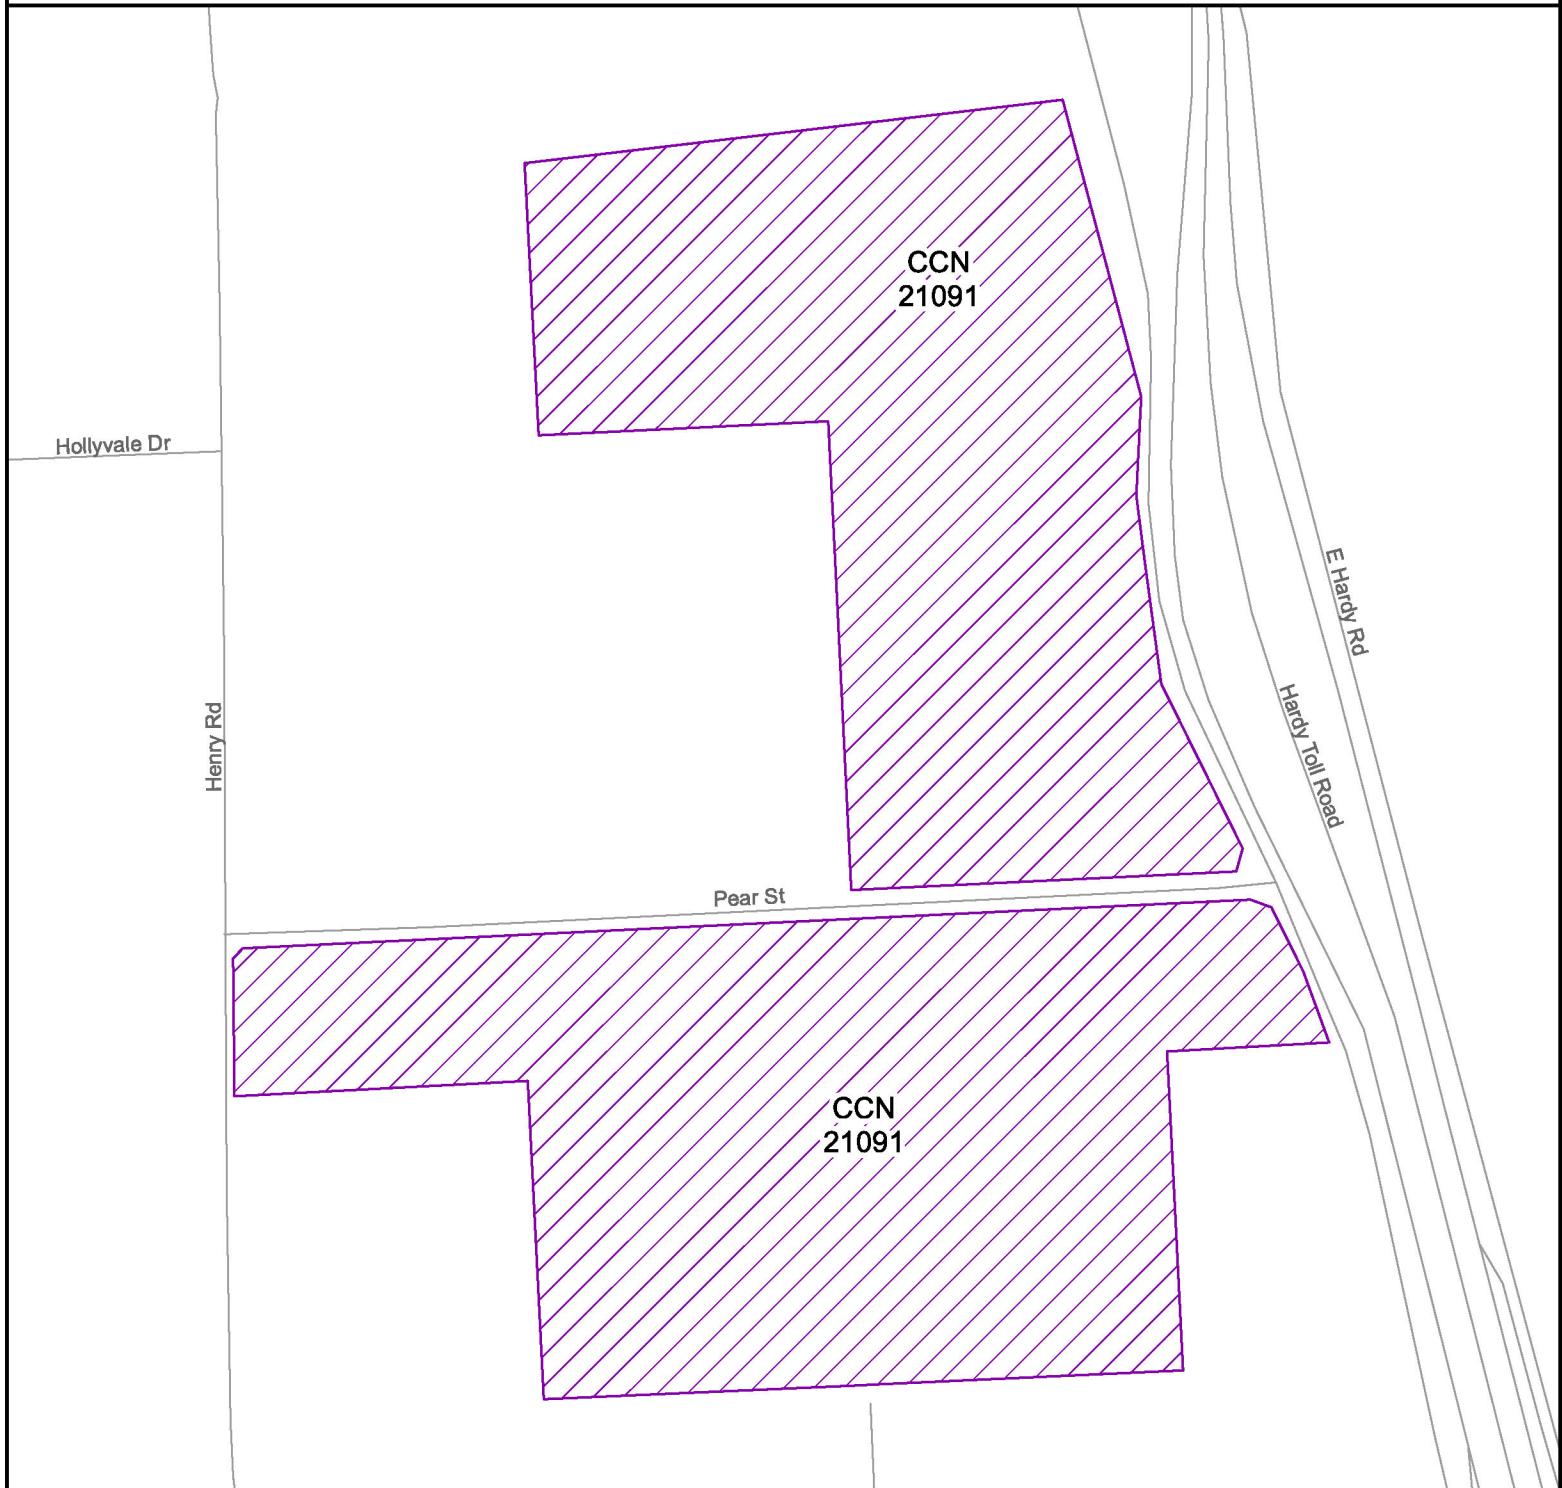 CCN
21091
Hollyvale Dr
E Hardy Rd
Henry Rd
Hardy Toll Road
Pear St
CCN
21091